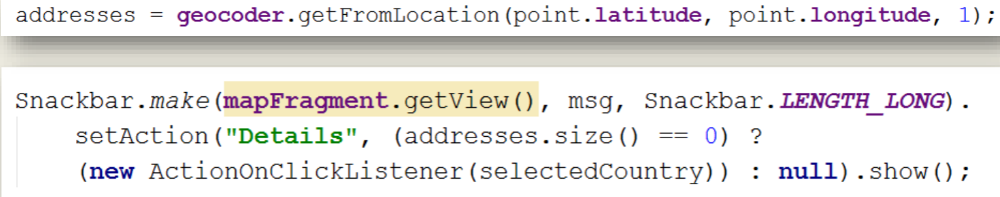 addresses = geocoder.getFromLocation(point.latitude, point.longitude, 1);
Snackbar.make(mapFragment.getView(), msg, Snackbar.LENGTH_LONG).
setAction("Details", (addresses.size() == 0) ?
(new ActionOnClickListener(selectedCountry)) : null).show();